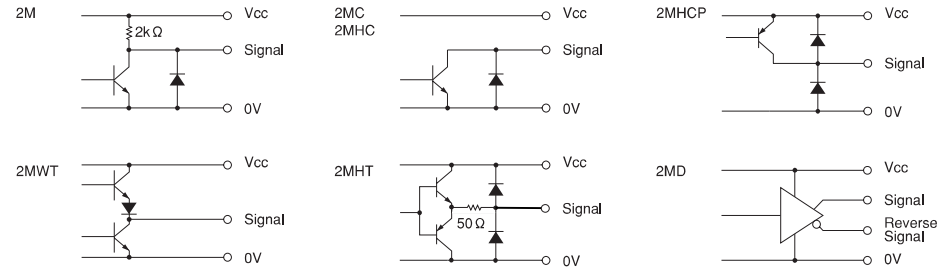 2M
Vcc
2kΩ
Signal
0V
2MC
2MHC
Vcc
Signal
0V
2MHCP
Vcc
Signal
0V
2MWT
Vcc
Signal
0V
2MHT
Vcc
50Ω
Signal
0V
2MD
Vcc
Signal
Reverse
Signal
0V